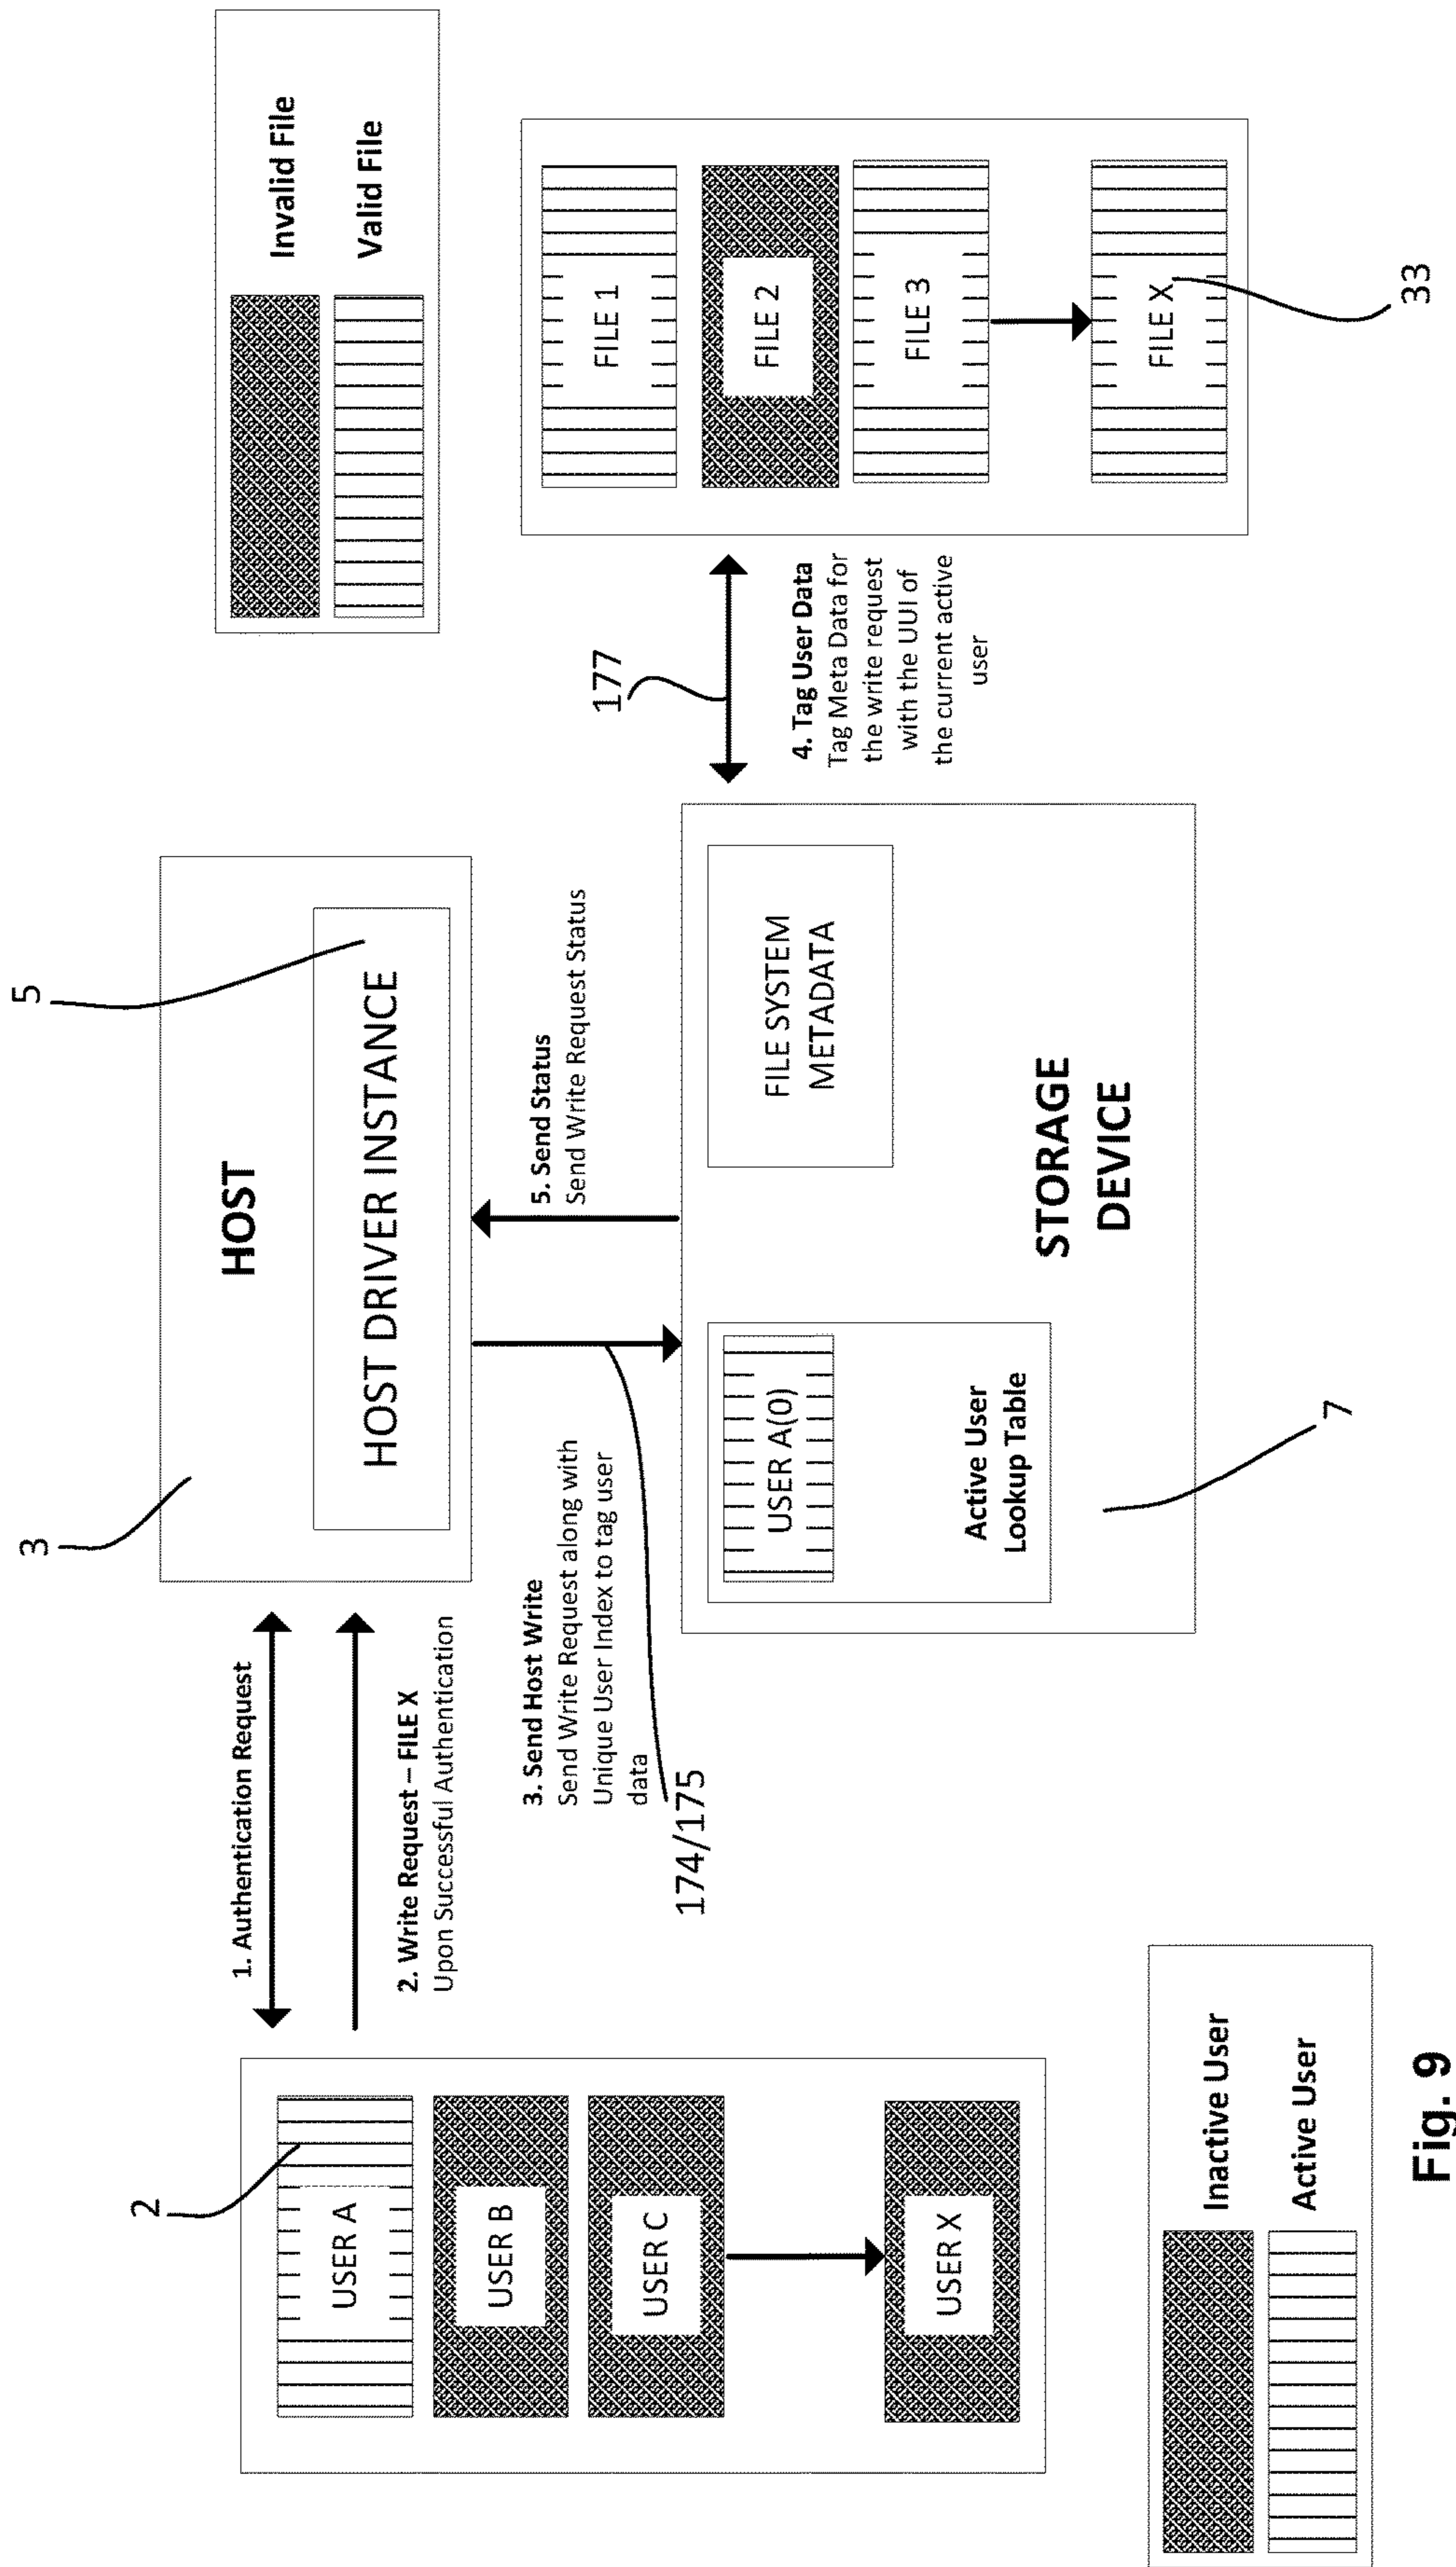 2
USER A
USER B
USER C
USER X
Inactive User
Active User
1. Authentication Request
2. Write Request – FILE X
Upon Successful Authentication
3
HOST
5
HOST DRIVER INSTANCE
3. Send Host Write
Send Write Request along with
Unique User Index to tag user
data
174/175
5. Send Status
Send Write Request Status
USER A(0)
Active User
Lookup Table
FILE SYSTEM
METADATA
STORAGE
DEVICE
7
177
4. Tag User Data
Tag Meta Data for
the write request
with the UUI of
the current active
user
Invalid File
Valid File
FILE 1
FILE 2
FILE 3
FILE X
33
Fig. 9